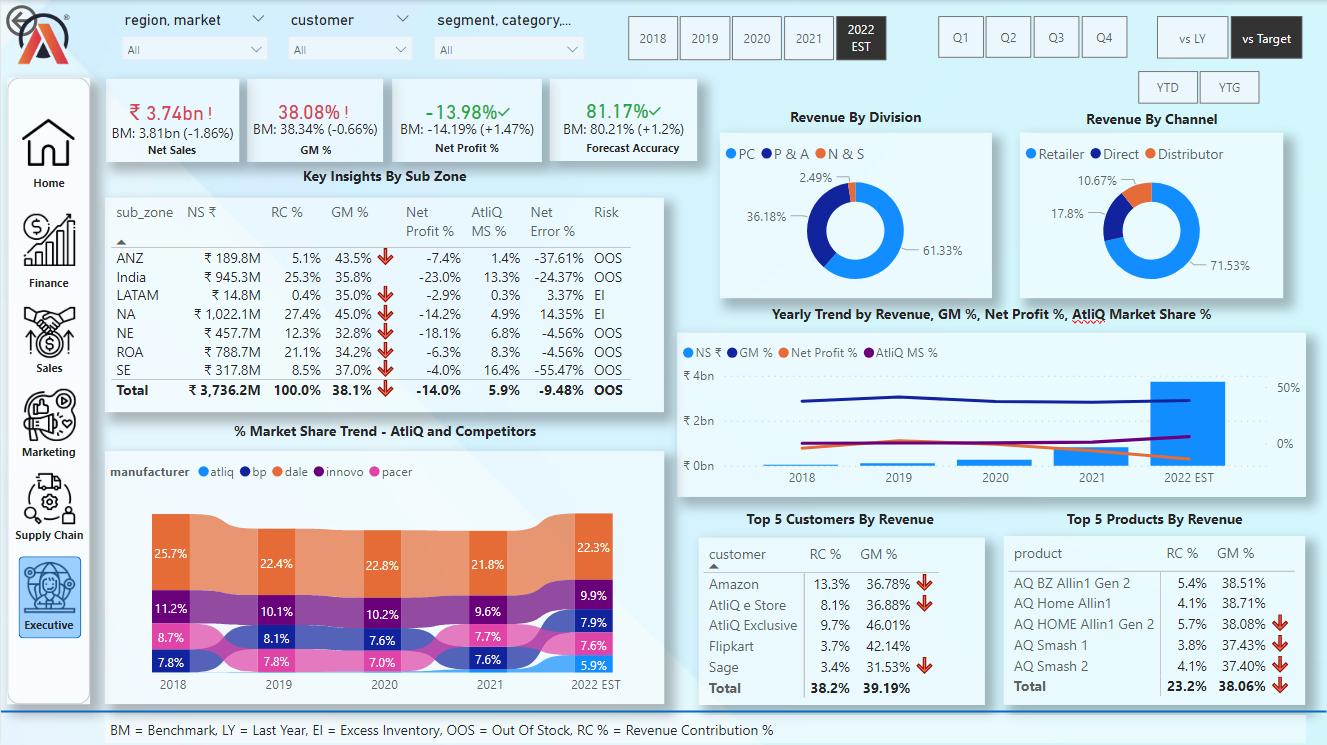 region, market
customer
segment, category,...
All
All
All
2018
2019
2020
2021
2022 EST
Q1
Q2
Q3
Q4
vs LY
vs Target
YTD
YTG
Home
Finance
Sales
Marketing
Supply Chain
Executive
₹ 3.74bn !
BM: 3.81bn (-1.86%)
Net Sales
38.08% !
BM: 38.34% (-0.66%)
GM %
-13.98%✓
BM: -14.19% (+1.47%)
Net Profit %
81.17%✓
BM: 80.21% (+1.2%)
Forecast Accuracy
Revenue By Division
PC P & A N & S
2.49%
36.18%
61.33%
Revenue By Channel
Retailer Direct Distributor
10.67%
17.8%
71.53%
Key Insights By Sub Zone
sub_zone NS ₹ RC % GM % Net Profit % AtliQ MS % Net Error % Risk
ANZ ₹ 189.8M 5.1% 43.5% -7.4% 1.4% -37.61% OOS
India ₹ 945.3M 25.3% 35.8% -23.0% 13.3% -24.37% OOS
LATAM ₹ 14.8M 0.4% 35.0% -2.9% 0.3% 3.37% EI
NA ₹ 1,022.1M 27.4% 45.0% -14.2% 4.9% 14.35% EI
NE ₹ 457.7M 12.3% 32.8% -18.1% 6.8% -4.56% OOS
ROA ₹ 788.7M 21.1% 34.2% -6.3% 8.3% -4.56% OOS
SE ₹ 317.8M 8.5% 37.0% -4.0% 16.4% -55.47% OOS
Total ₹ 3,736.2M 100.0% 38.1% -14.0% 5.9% -9.48% OOS
Yearly Trend by Revenue, GM %, Net Profit %, AtliQ Market Share %
NS ₹ GM % Net Profit % AtliQ MS %
₹ 4bn
₹ 2bn
₹ 0bn
50%
0%
2018 2019 2020 2021 2022 EST
% Market Share Trend - AtliQ and Competitors
manufacturer atliq bp dale innovo pacer
25.7% 22.4% 22.8% 21.8% 22.3%
11.2% 10.1% 10.2% 9.6% 9.9%
8.7% 8.1% 7.6% 7.7% 7.9%
7.8% 7.8% 7.0% 7.6% 7.6%
5.9%
2018 2019 2020 2021 2022 EST
Top 5 Customers By Revenue
customer RC % GM %
Amazon 13.3% 36.78%
AtliQ e Store 8.1% 36.88%
AtliQ Exclusive 9.7% 46.01%
Flipkart 3.7% 42.14%
Sage 3.4% 31.53%
Total 38.2% 39.19%
Top 5 Products By Revenue
product RC % GM %
AQ BZ Allin1 Gen 2 5.4% 38.51%
AQ Home Allin1 4.1% 38.71%
AQ HOME Allin1 Gen 2 5.7% 38.08%
AQ Smash 1 3.8% 37.43%
AQ Smash 2 4.1% 37.40%
Total 23.2% 38.06%
BM = Benchmark, LY = Last Year, EI = Excess Inventory, OOS = Out Of Stock, RC % = Revenue Contribution %